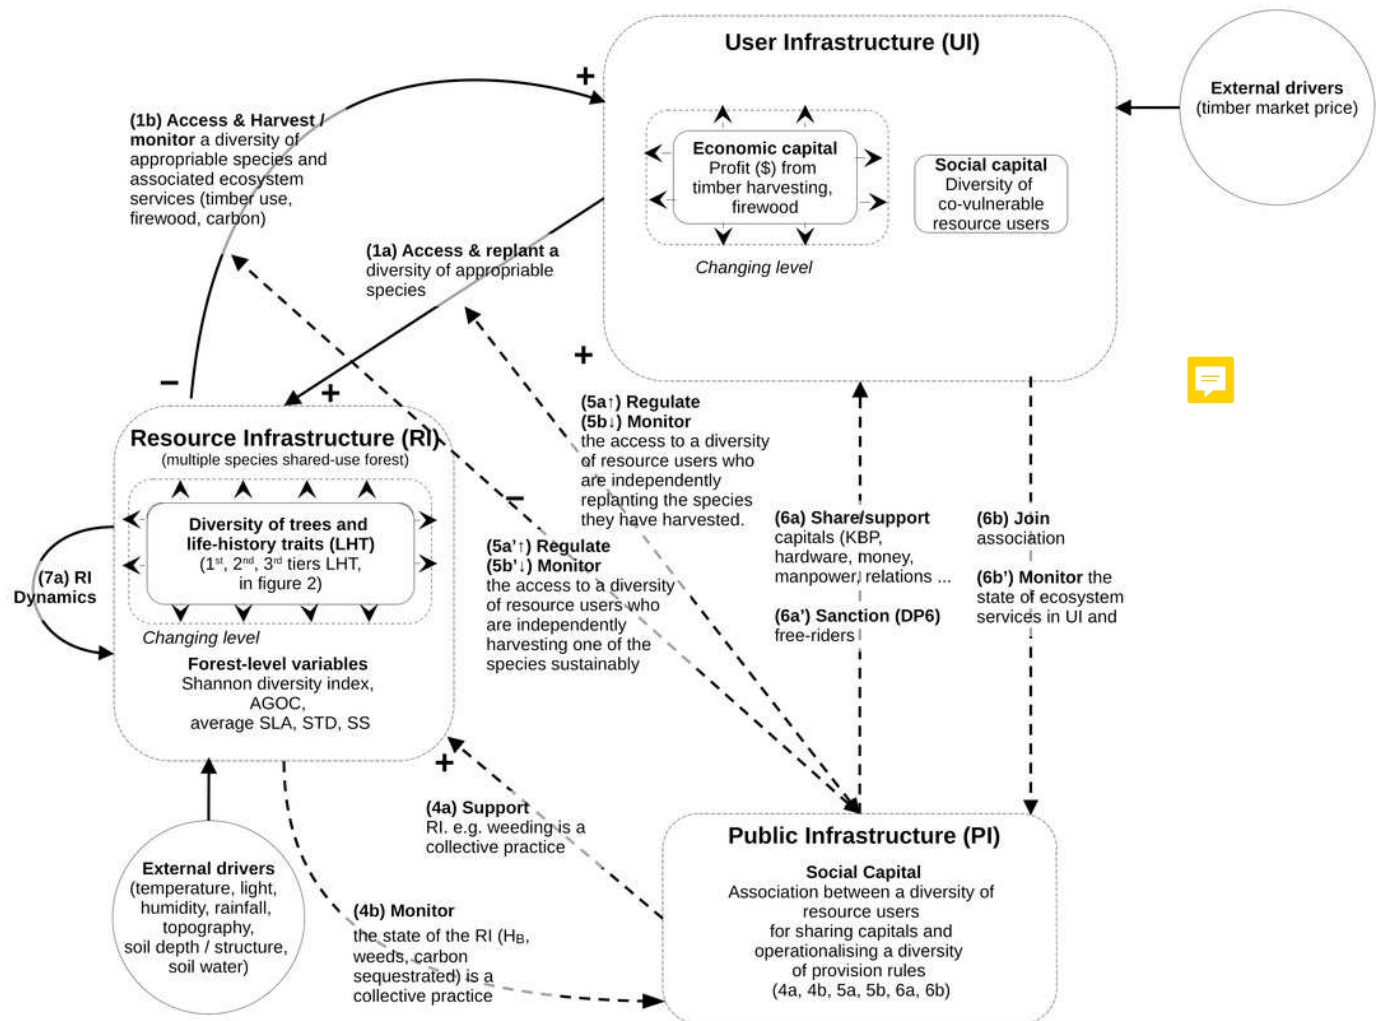 User Infrastructure (UI)
External drivers
(timber market price)
Economic capital
Profit ($) from
timber harvesting,
firewood
Changing level
Social capital
Diversity of
co-vulnerable
resource users
+
(1b) Access & Harvest /
monitor a diversity of
appropriable species and
associated ecosystem
services (timber use,
firewood, carbon)
(1a) Access & replant a
diversity of appropriable
species
+
−
+
Resource Infrastructure (RI)
(multiple species shared-use forest)
Diversity of trees and
life-history traits (LHT)
(1st, 2nd, 3rd tiers LHT,
in figure 2)
Changing level
(7a) RI
Dynamics
Forest-level variables
Shannon diversity index,
AGOC,
average SLA, STD, SS
(5a↑) Regulate
(5b↓) Monitor
the access to a diversity
of resource users who
are independently
replanting the species
they have harvested.
−
(5a’↑) Regulate
(5b’↓) Monitor
the access to a diversity
of resource users who
are independently
harvesting one of the
species sustainably
(6a) Share/support
capitals (KBP,
hardware, money,
manpower, relations ...
(6a’) Sanction (DP6)
free-riders
(6b) Join
association
(6b’) Monitor the
state of ecosystem
services in UI and
+
(4a) Support
RI. e.g. weeding is a
collective practice
External drivers
(temperature, light,
humidity, rainfall,
topography,
soil depth / structure,
soil water)
(4b) Monitor
the state of the RI (HB,
weeds, carbon
sequestrated) is a
collective practice
Public Infrastructure (PI)
Social Capital
Association between a diversity of
resource users
for sharing capitals and
operationalising a diversity
of provision rules
(4a, 4b, 5a, 5b, 6a, 6b)